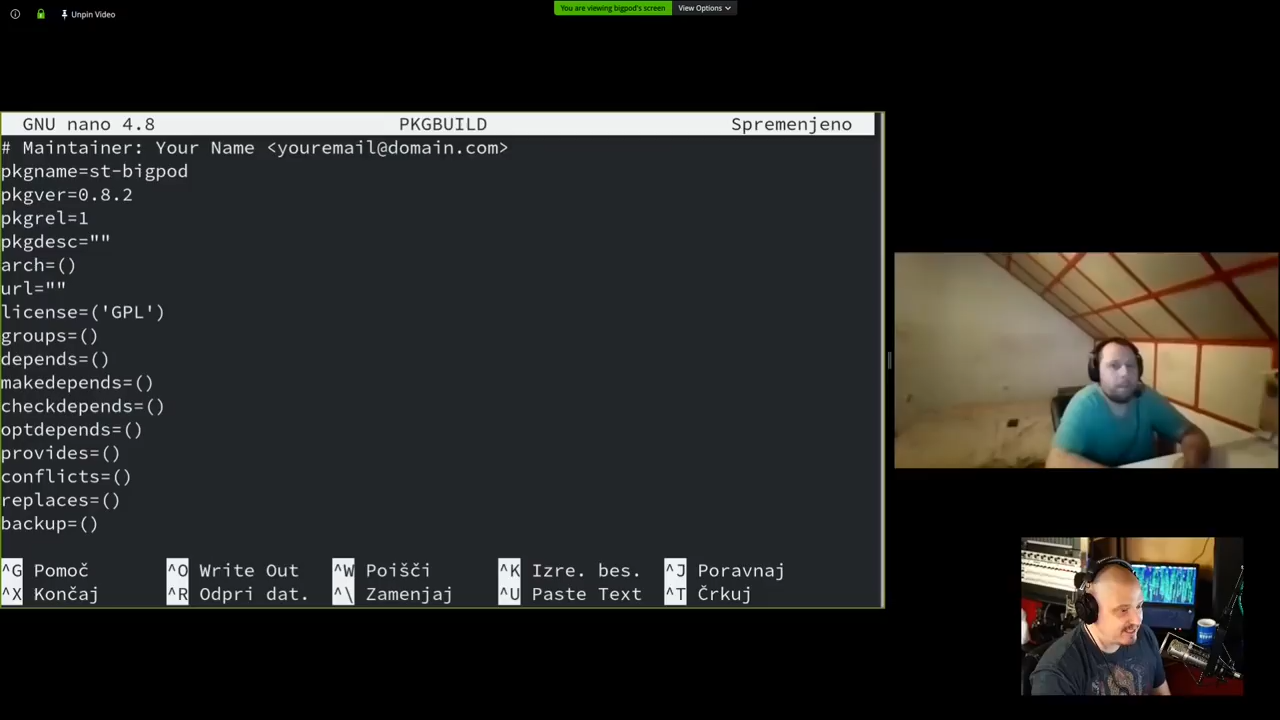 Unpin Video
You are viewing bigpod's screen
View Options
GNU nano 4.8 PKGBUILD Spremenjeno
# Maintainer: Your Name <youremail@domain.com>
pkgname=st-bigpod
pkgver=0.8.2
pkgrel=1
pkgdesc=""
arch=()
url=""
license=('GPL')
groups=()
depends=()
makedepends=()
checkdepends=()
optdepends=()
provides=()
conflicts=()
replaces=()
backup=()
^G Pomoč ^O Write Out ^W Poišči ^K Izre. bes. ^J Poravnaj
^X Končaj ^R Odpri dat. ^\ Zamenjaj ^U Paste Text ^T Črkuj